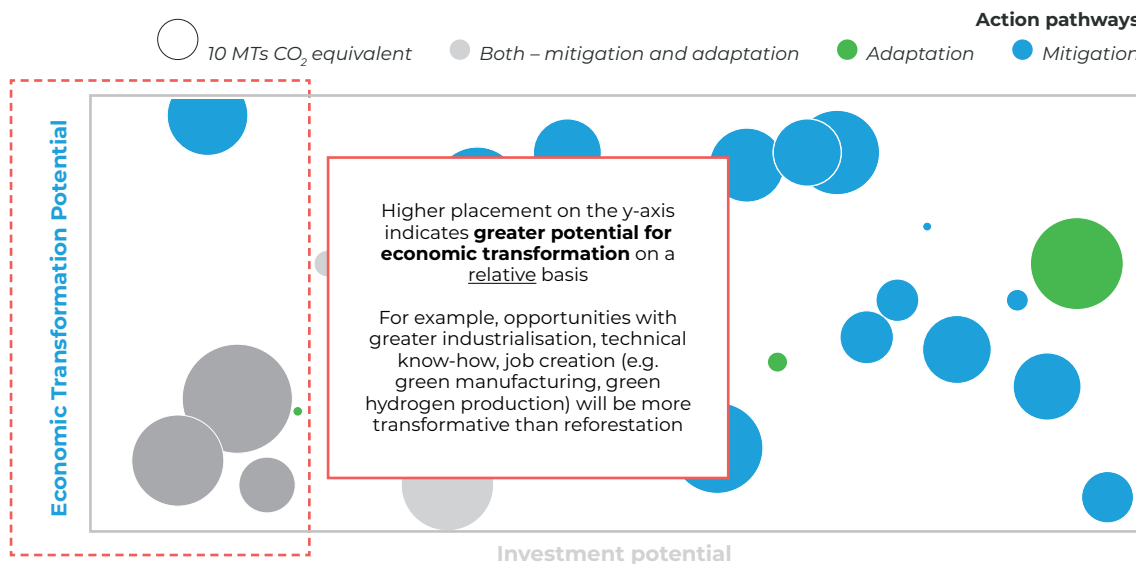 Action pathways
10 MTs CO2 equivalent
Both – mitigation and adaptation
Adaptation
Mitigation
Economic Transformation Potential
Higher placement on the y-axis
indicates greater potential for
economic transformation on a
relative basis
For example, opportunities with
greater industrialisation, technical
know-how, job creation (e.g.
green manufacturing, green
hydrogen production) will be more
transformative than reforestation
Investment potential